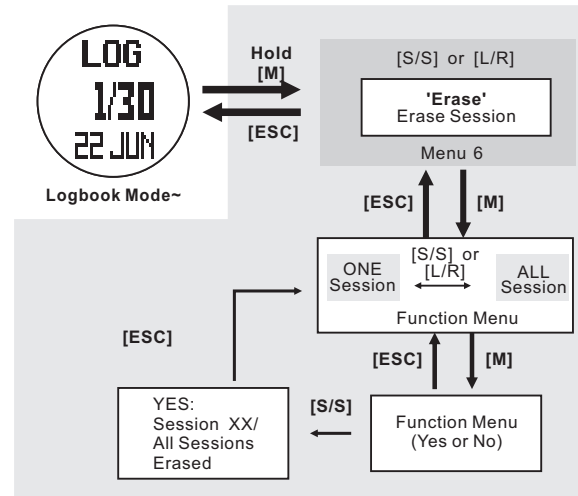 LOG
1/30
22 JUN
Logbook Mode~
Hold
[M]
[ESC]
[S/S] or [L/R]
'Erase'
Erase Session
Menu 6
[ESC]
[M]
ONE
Session
[S/S] or
[L/R]
ALL
Session
Function Menu
[ESC]
[ESC]
[M]
YES:
Session XX/
All Sessions
Erased
[S/S]
Function Menu
(Yes or No)